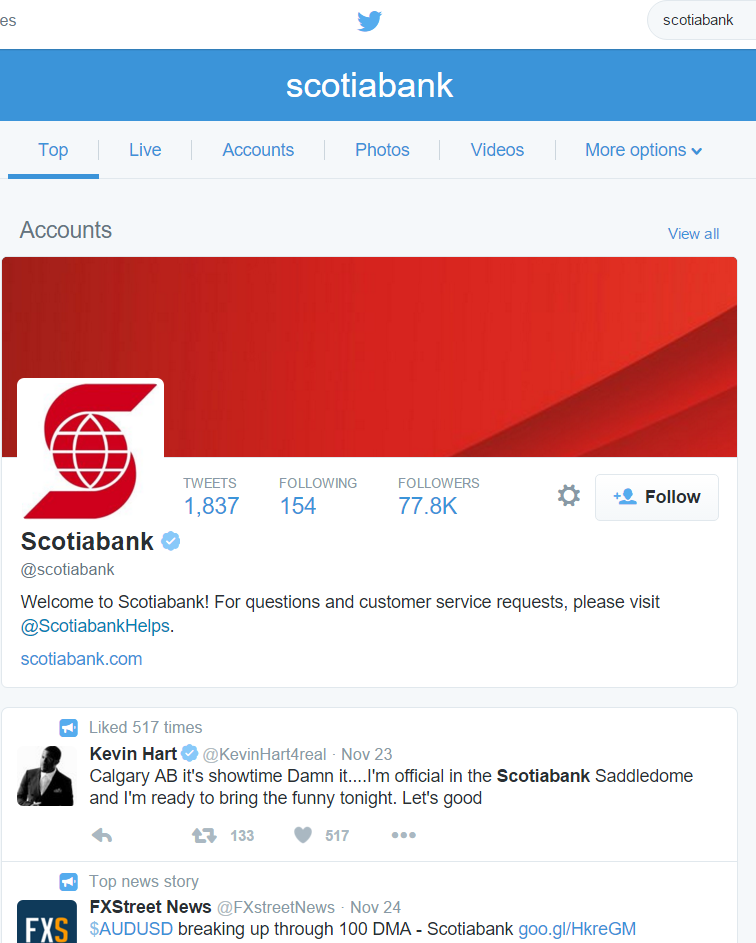 es
scotiabank
scotiabank
Top
Live
Accounts
Photos
Videos
More options
Accounts
View all
TWEETS
FOLLOWING
FOLLOWERS
1,837
154
77.8K
Follow
Scotiabank
@scotiabank
Welcome to Scotiabank! For questions and customer service requests, please visit
@ScotiabankHelps.
scotiabank.com
Liked 517 times
Kevin Hart @KevinHart4real · Nov 23
Calgary AB it's showtime Damn it....I'm official in the Scotiabank Saddledome
and I'm ready to bring the funny tonight. Let's good
133
517
Top news story
FXStreet News @FXstreetNews · Nov 24
FXS
$AUDUSD breaking up through 100 DMA - Scotiabank goo.gl/HkreGM